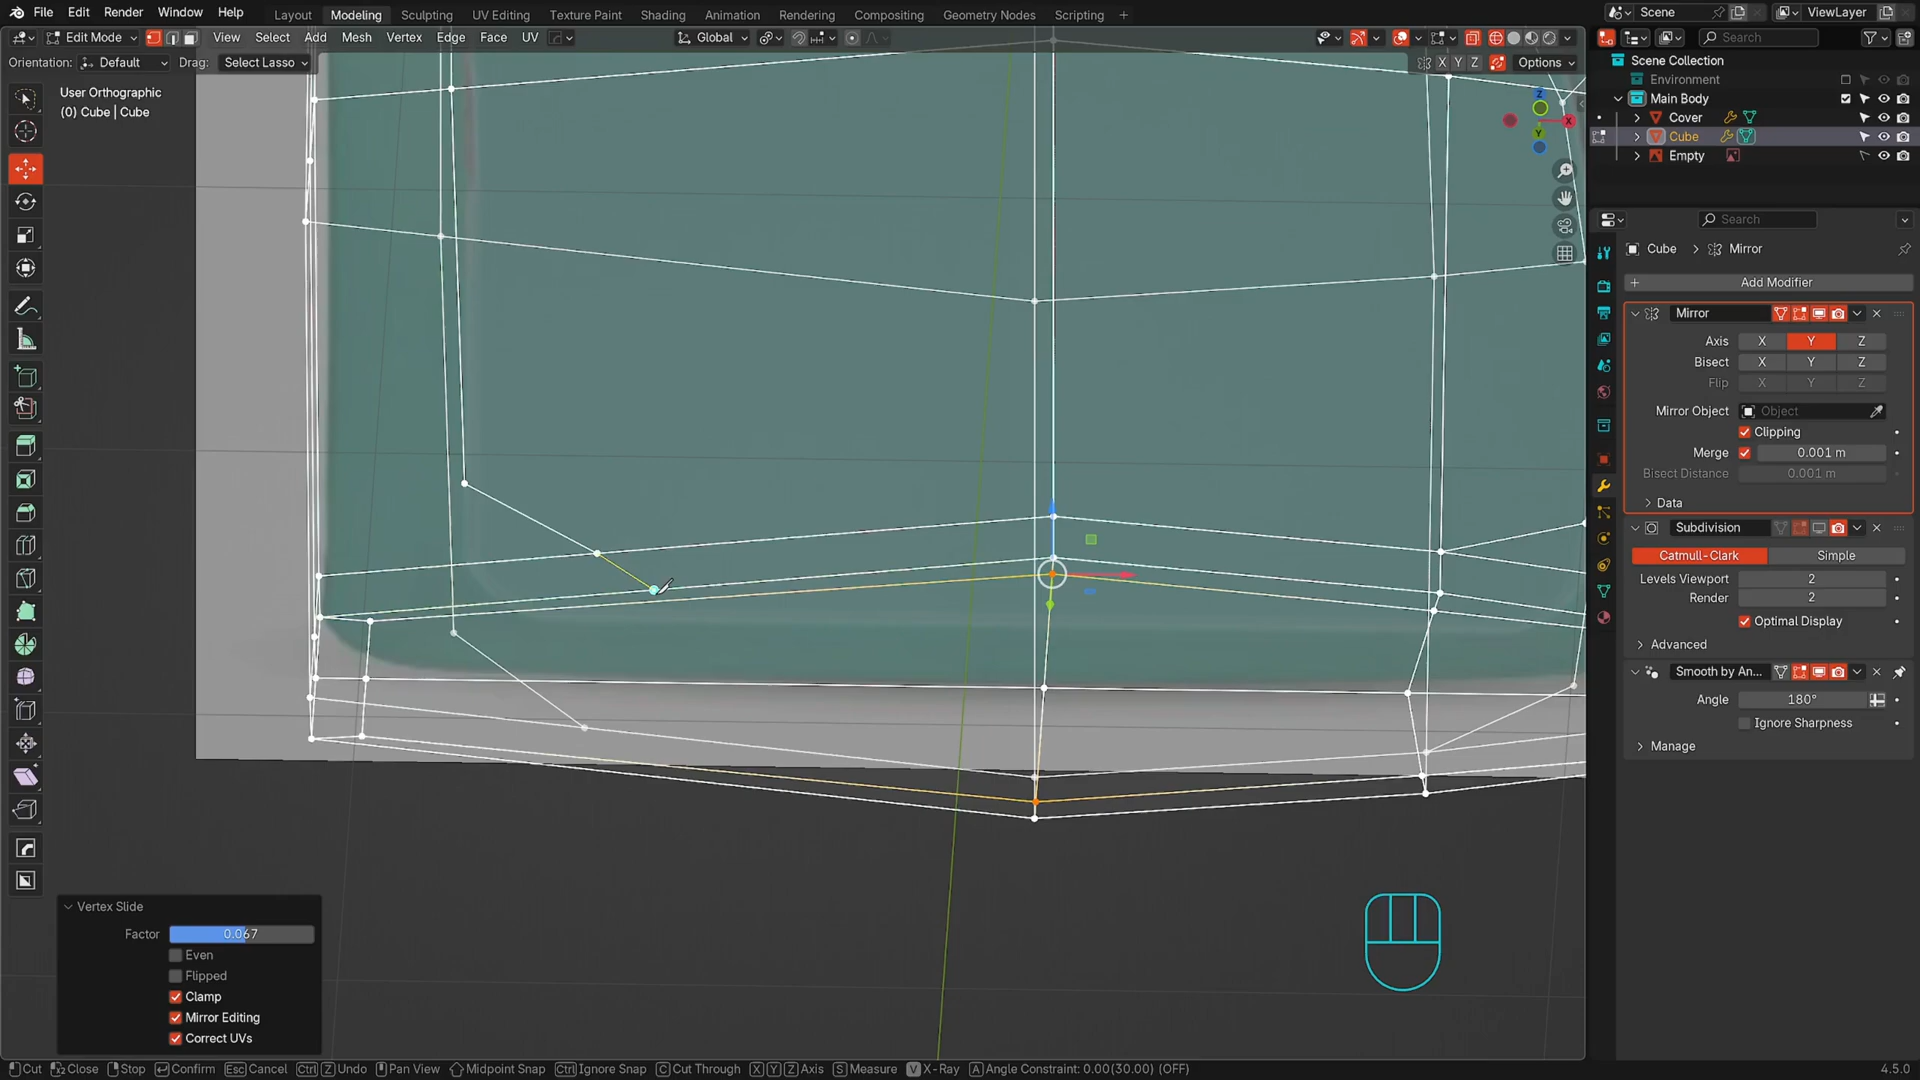 File Edit Render Window Help
Layout Modeling Sculpting UV Editing Texture Paint Shading Animation Rendering Compositing Geometry Nodes Scripting +
Scene
ViewLayer
Edit Mode
View Select Add Mesh Vertex Edge Face UV
Global
Orientation: Default Drag: Select Lasso
X Y Z Options
User Orthographic
(0) Cube | Cube
Z
X
Y
Search
Scene Collection
Environment
Main Body
Cover
Cube
Empty
Search
Cube > Mirror
+ Add Modifier
Mirror
Axis X Y Z
Bisect X Y Z
Flip X Y Z
Mirror Object Object
Clipping
Merge 0.001 m
Bisect Distance 0.001 m
Data
Subdivision
Catmull-Clark Simple
Levels Viewport 2
Render 2
Optimal Display
Advanced
Smooth by An...
Angle 180°
Ignore Sharpness
Manage
Vertex Slide
Factor 0.067
Even
Flipped
Clamp
Mirror Editing
Correct UVs
Cut Close Stop Confirm Esc Cancel Ctrl Z Undo Pan View Midpoint Snap Ctrl Ignore Snap C Cut Through X Y Z Axis S Measure V X-Ray A Angle Constraint: 0.00(30.00) (OFF)
4.5.0